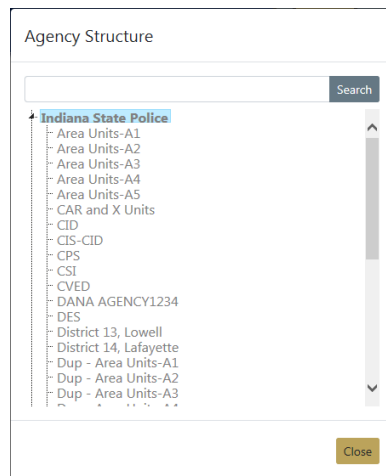 Agency Structure
Search
Indiana State Police
Area Units-A1
Area Units-A2
Area Units-A3
Area Units-A4
Area Units-A5
CAR and X Units
CID
CIS-CID
CPS
CSI
CVED
DANA AGENCY1234
DES
District 13, Lowell
District 14, Lafayette
Dup - Area Units-A1
Dup - Area Units-A2
Dup - Area Units-A3
Close